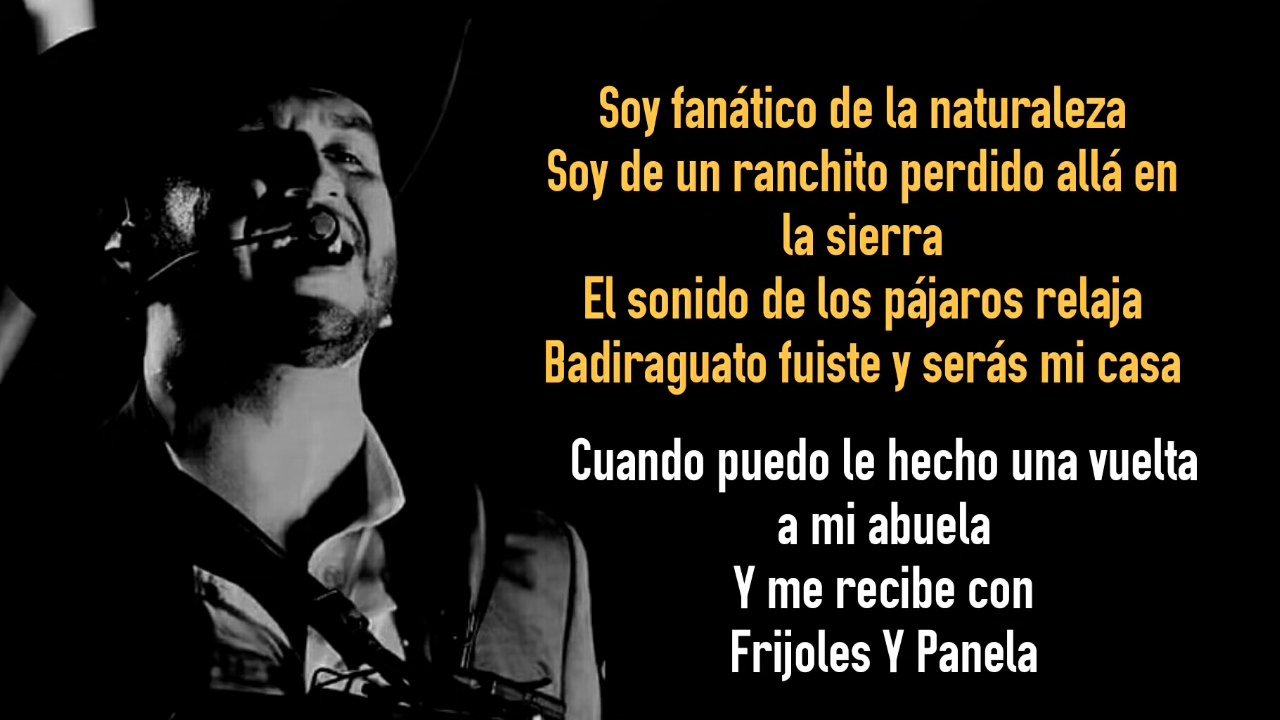 Soy fanático de la naturaleza
Soy de un ranchito perdido allá en
la sierra
El sonido de los pájaros relaja
Badiraguato fuiste y serás mi casa
Cuando puedo le hecho una vuelta
a mi abuela
Y me recibe con
Frijoles Y Panela